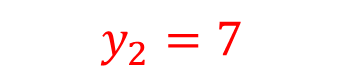 y₂ = 7